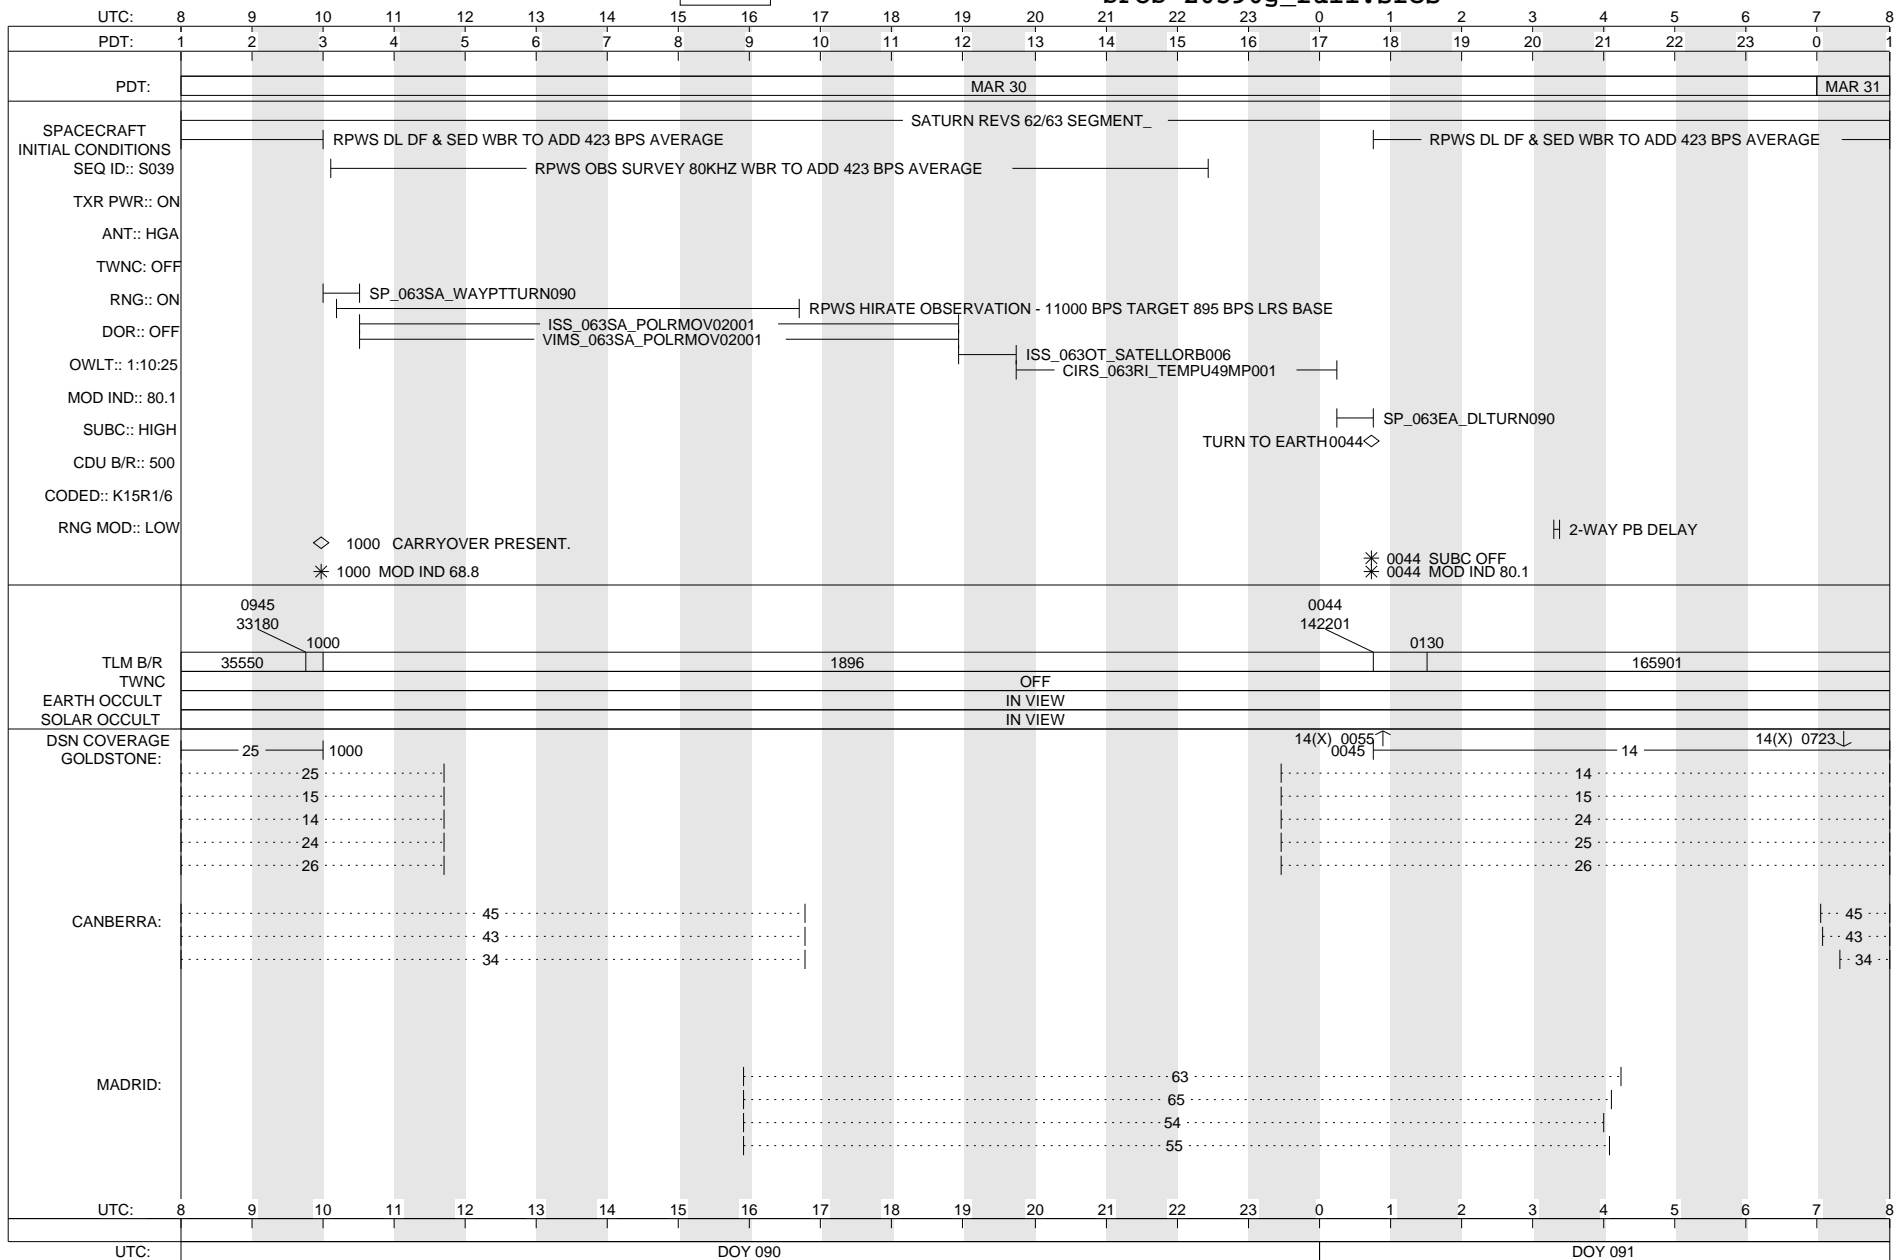 UTC: 8 9 10 11 12 13 14 15 16 17 18 19 20 21 22 23 0 1 2 3 4 5 6 7 8
PDT: 1 2 3 4 5 6 7 8 9 10 11 12 13 14 15 16 17 18 19 20 21 22 23 0 1
PDT: MAR 30 MAR 31
SATURN REVS 62/63 SEGMENT_
SPACECRAFT
INITIAL CONDITIONS
RPWS DL DF & SED WBR TO ADD 423 BPS AVERAGE
RPWS DL DF & SED WBR TO ADD 423 BPS AVERAGE
SEQ ID:: S039
RPWS OBS SURVEY 80KHZ WBR TO ADD 423 BPS AVERAGE
TXR PWR:: ON
ANT:: HGA
TWNC: OFF
SP_063SA_WAYPTTURN090
RNG:: ON
RPWS HIRATE OBSERVATION - 11000 BPS TARGET 895 BPS LRS BASE
ISS_063SA_POLRMOV02001
DOR:: OFF
VIMS_063SA_POLRMOV02001
ISS_063OT_SATELLORB006
OWLT:: 1:10:25
CIRS_063RI_TEMPU49MP001
MOD IND:: 80.1
SP_063EA_DLTURN090
SUBC:: HIGH
TURN TO EARTH 0044
CDU B/R:: 500
CODED:: K15R1/6
RNG MOD:: LOW
2-WAY PB DELAY
1000 CARRYOVER PRESENT.
0044 SUBC OFF
1000 MOD IND 68.8
0044 MOD IND 80.1
0945
33180
1000
0044
142201
0130
TLM B/R 35550 1896 165901
TWNC OFF
EARTH OCCULT IN VIEW
SOLAR OCCULT IN VIEW
DSN COVERAGE
14(X) 0055
14(X) 0723
GOLDSTONE: 25 1000 0045 14
25 14
15 15
14 24
24 25
26 26
CANBERRA:
45 45
43 43
34 34
MADRID:
63
65
54
55
UTC: 8 9 10 11 12 13 14 15 16 17 18 19 20 21 22 23 0 1 2 3 4 5 6 7 8
UTC: DOY 090 DOY 091